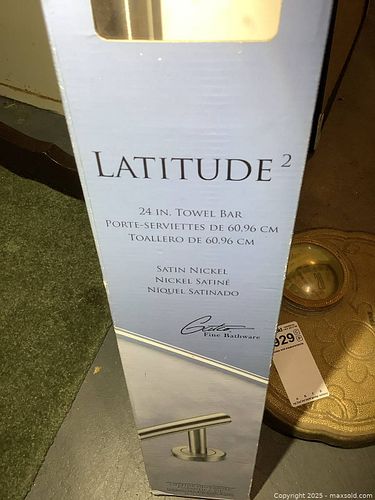 LATITUDE 2
24 IN. TOWEL BAR
PORTE-SERVIETTES DE 60,96 CM
TOALLERO DE 60,96 CM
SATIN NICKEL
NICKEL SATINÉ
NÍQUEL SATINADO
Gatco
Fine Bathware
929
Copyright 2025 - maxsold.com